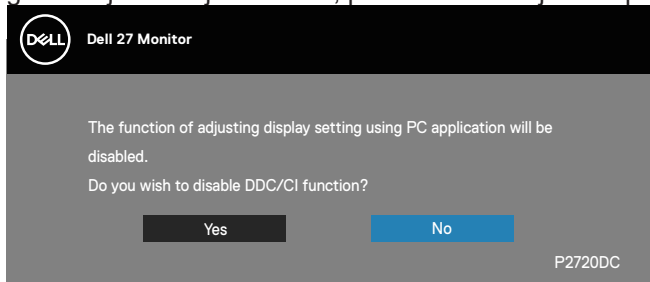 DELL
Dell 27 Monitor
The function of adjusting display setting using PC application will be
disabled.
Do you wish to disable DDC/CI function?
Yes
No
P2720DC